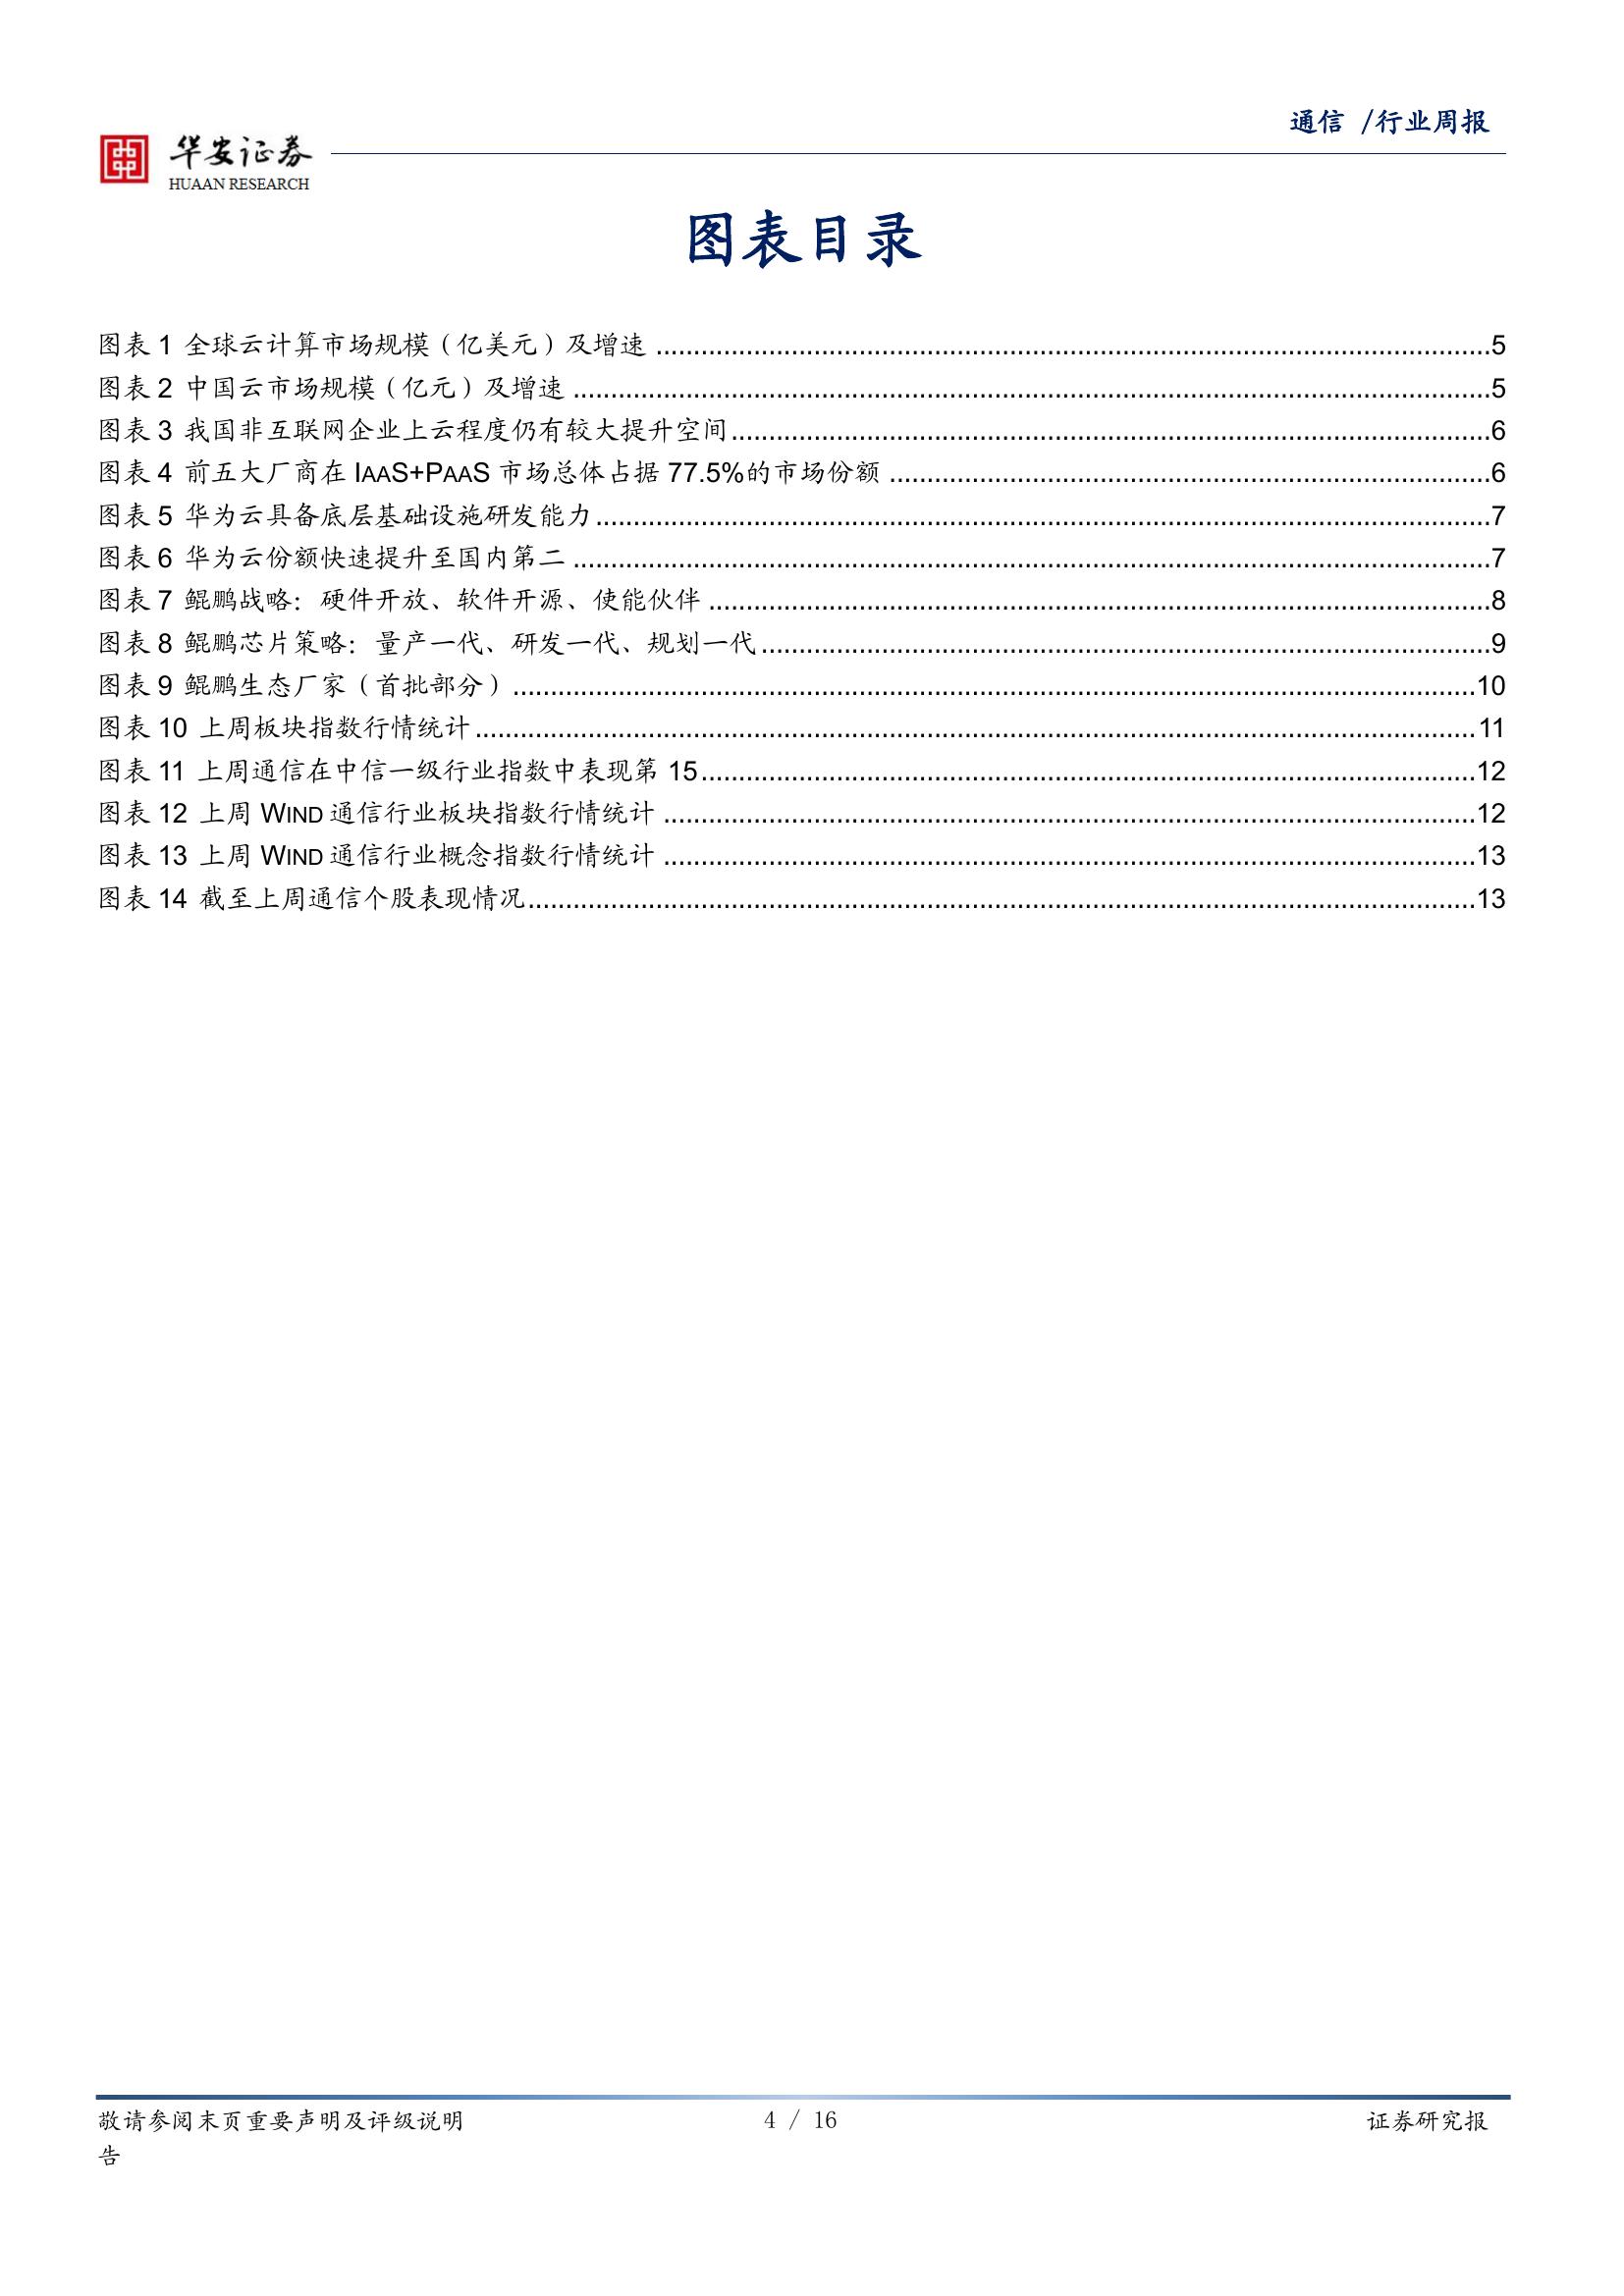 通信 /行业周报
华安证券
HUAAN RESEARCH
图表目录
图表 1 全球云计算市场规模（亿美元）及增速 ........................................ 5
图表 2 中国云市场规模（亿元）及增速 ........................................ 5
图表 3 我国非互联网企业上云程度仍有较大提升空间 ........................................ 6
图表 4 前五大厂商在 IAAS+PAAS 市场总体占据 77.5%的市场份额 ........................................ 6
图表 5 华为云具备底层基础设施研发能力 ........................................ 7
图表 6 华为云份额快速提升至国内第二 ........................................ 7
图表 7 鲲鹏战略：硬件开放、软件开源、使能伙伴 ........................................ 8
图表 8 鲲鹏芯片策略：量产一代、研发一代、规划一代 ........................................ 9
图表 9 鲲鹏生态厂家（首批部分） ........................................ 10
图表 10 上周板块指数行情统计 ........................................ 11
图表 11 上周通信在中信一级行业指数中表现第 15 ........................................ 12
图表 12 上周 WIND 通信行业板块指数行情统计 ........................................ 12
图表 13 上周 WIND 通信行业概念指数行情统计 ........................................ 13
图表 14 截至上周通信个股表现情况 ........................................ 13
敬请参阅末页重要声明及评级说明 4 / 16 证券研究报
告